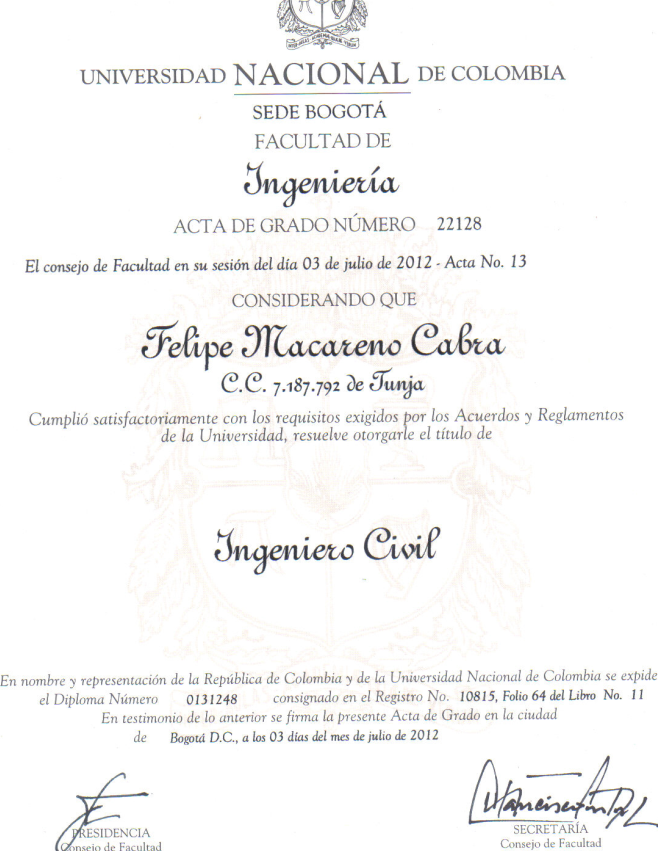 UNIVERSIDAD NACIONAL DE COLOMBIA
SEDE BOGOTÁ
FACULTAD DE
Ingeniería
ACTA DE GRADO NÚMERO 22128
El consejo de Facultad en su sesión del día 03 de julio de 2012 - Acta No. 13
CONSIDERANDO QUE
Felipe Macareno Cabra
C.C. 7.187.792 de Tunja
Cumplió satisfactoriamente con los requisitos exigidos por los Acuerdos y Reglamentos
de la Universidad, resuelve otorgarle el título de
Ingeniero Civil
En nombre y representación de la República de Colombia y de la Universidad Nacional de Colombia se expide
el Diploma Número 0131248 consignado en el Registro No. 10815, Folio 64 del Libro No. 11
En testimonio de lo anterior se firma la presente Acta de Grado en la ciudad
de Bogotá D.C., a los 03 días del mes de julio de 2012
PRESIDENCIA
Consejo de Facultad
SECRETARÍA
Consejo de Facultad